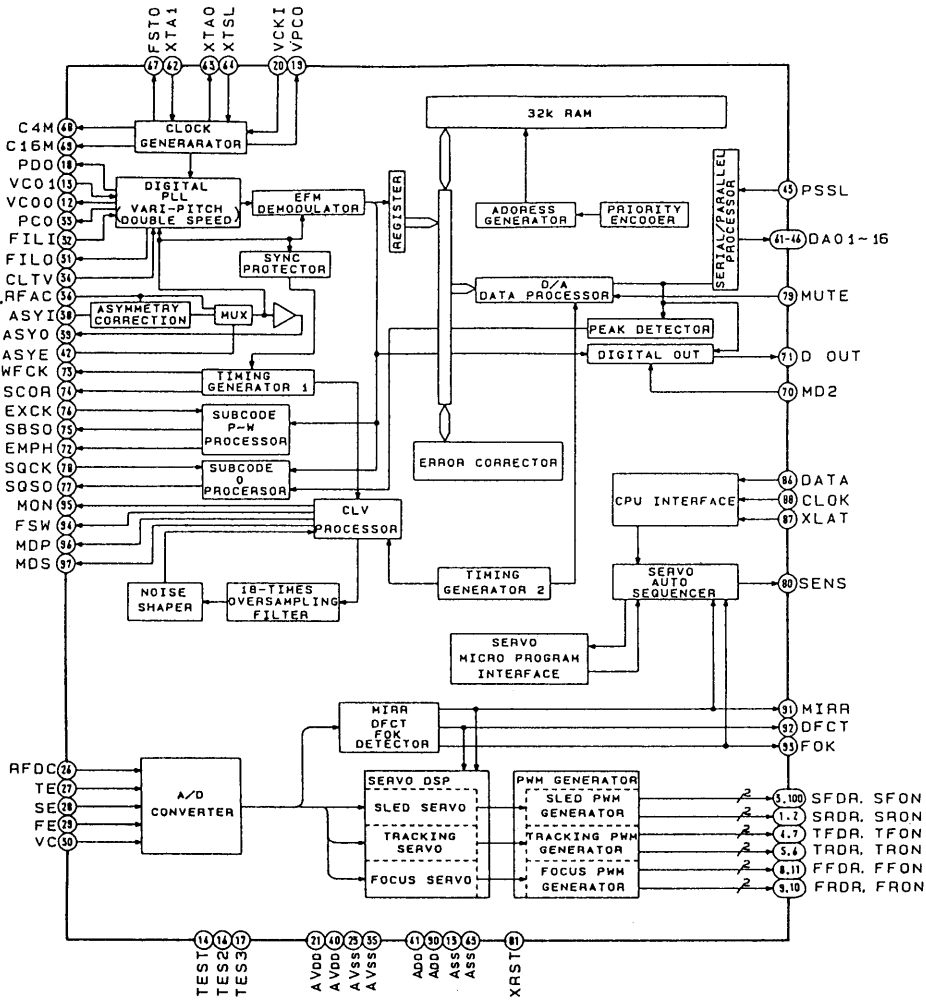 FSTO
XTA1
XTAO
XTSL
VCKI
VPCO
67
62
63
64
20
19
C4M 68
C16M 69
PDO 18
VCO1 13
VCOO 12
PCO 33
FILI 32
FILO 31
CLTV 34
RFAC 36
ASYI 38
ASYO 39
ASYE 42
WFCK 73
SCOR 74
EXCK 76
SBSO 75
EMPH 72
SQCK 78
SQSO 77
MON 95
FSW 94
MDP 96
MDS 97
CLOCK
GENERARATOR
DIGITAL
PLL
VARI-PITCH
(DOUBLE SPEED)
EFM
DEMODULATOR
REGISTER
SYNC
PROTECTOR
ASYMMETRY
CORRECTION
MUX
TIMING
GENERATOR 1
SUBCODE
P~W
PROCESSOR
SUBCODE
Q
PROCERSOR
CLV
PROCESSOR
NOISE
SHAPER
18-TIMES
OVERSAMPLING
FILTER
TIMING
GENERATOR 2
32K RAM
ADDRESS
GENERATOR
PRIORITY
ENCODER
SERIAL/PARALLEL
PROCESSOR
D/A
DATA PROCESSOR
PEAK DETECTOR
DIGITAL OUT
ERROR CORRECTOR
CPU INTERFACE
SERVO
AUTO
SEQUENCER
SERVO
MICRO PROGRAM
INTERFACE
45 PSSL
61-46 DAO1~16
79 MUTE
71 D OUT
70 MD2
86 DATA
88 CLOK
87 XLAT
80 SENS
91 MIRR
92 DFCT
93 FOK
MIRR
DFCT
FOK
DETECTOR
RFDC 26
TE 27
SE 28
FE 29
VC 30
A/D
CONVERTER
SERVO DSP
SLED SERVO
TRACKING
SERVO
FOCUS SERVO
PWM GENERATOR
SLED PWM
GENERATOR
TRACKING PWM
GENERATOR
FOCUS PWM
GENERATOR
2
2
2
2
2
2
3.100 SFDR. SFON
1.2 SRDR. SRON
4.7 TFDR. TFON
5.6 TRDR. TRON
8.11 FFDR. FFON
9.10 FRDR. FRON
14
16
17
21
40
25
35
41
90
15
65
81
TEST
TES2
TES3
AVDD
AVDD
AVSS
AVSS
ADD
ADD
ASS
ASS
XRST